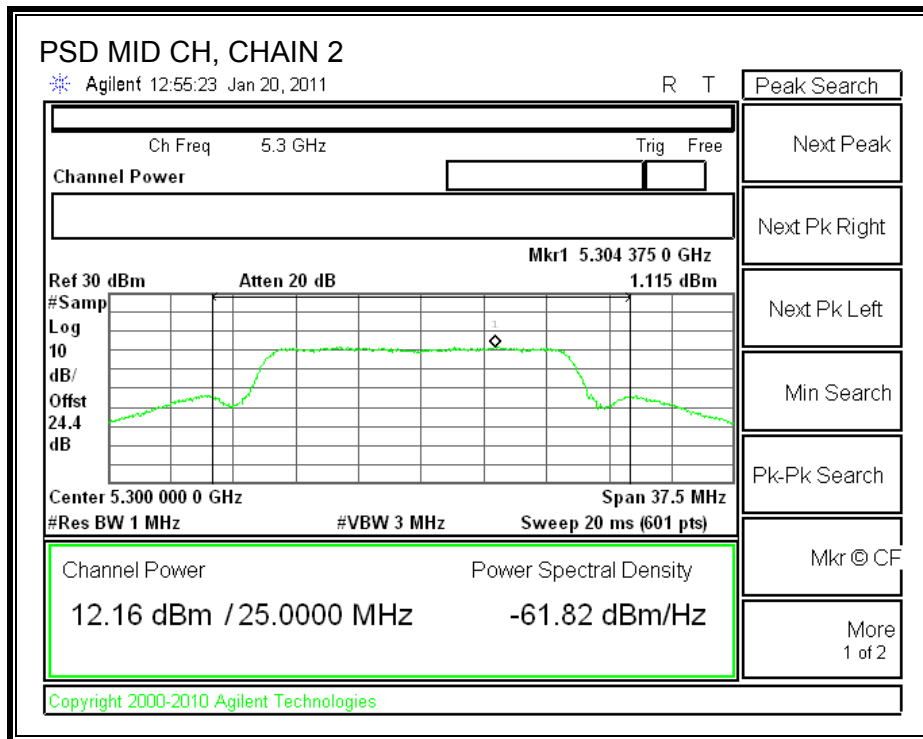 PSD MID CH, CHAIN 2
Agilent 12:55:23 Jan 20, 2011 R T
Peak Search
Ch Freq 5.3 GHz Trig Free
Next Peak
Channel Power
Next Pk Right
Mkr1 5.304 375 0 GHz
Ref 30 dBm Atten 20 dB 1.115 dBm
#Samp
Log
10
dB/
Offst
24.4
dB
1
Next Pk Left
Min Search
Pk-Pk Search
Center 5.300 000 0 GHz Span 37.5 MHz
#Res BW 1 MHz #VBW 3 MHz Sweep 20 ms (601 pts)
Channel Power Power Spectral Density
12.16 dBm / 25.0000 MHz -61.82 dBm/Hz
Mkr © CF
More
1 of 2
Copyright 2000-2010 Agilent Technologies